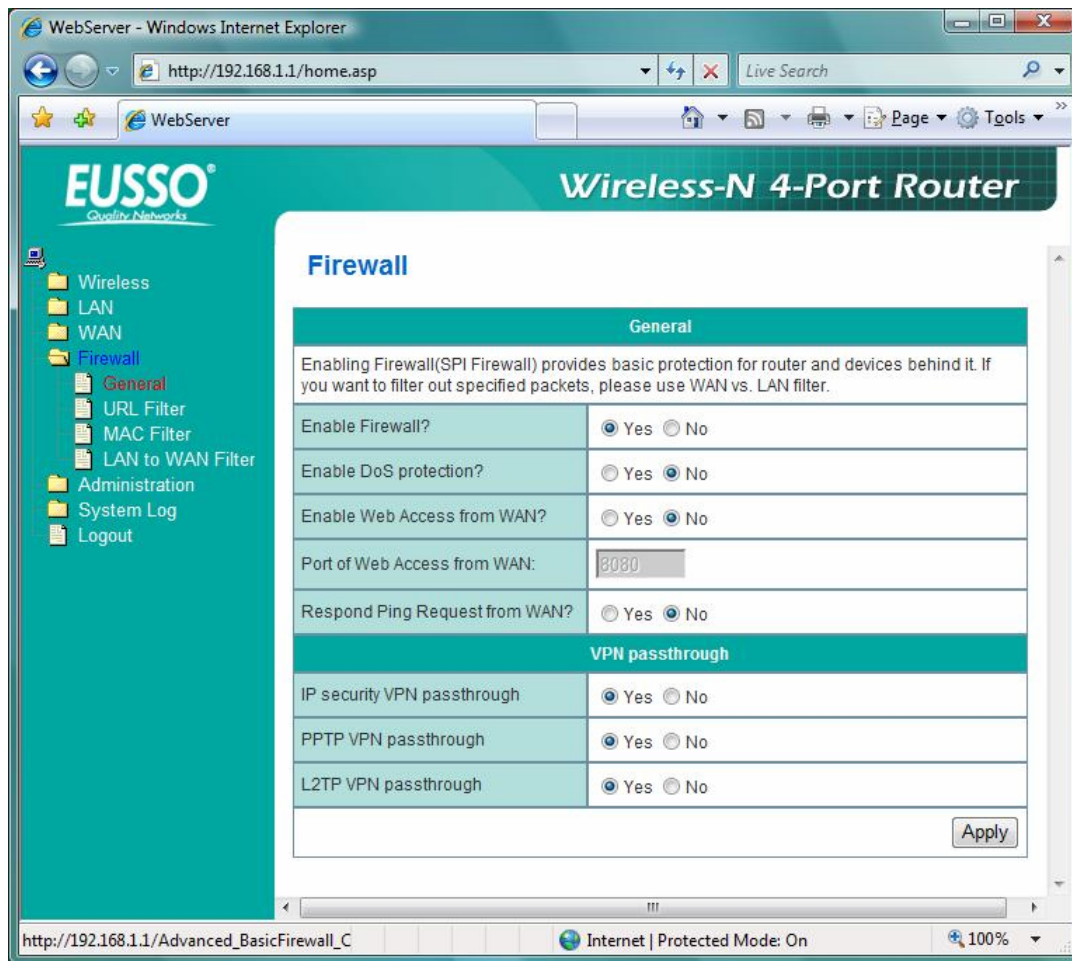 WebServer - Windows Internet Explorer
http://192.168.1.1/home.asp
Live Search
WebServer
Page
Tools
»
EUSSO®
Quality Networks
Wireless-N 4-Port Router
Wireless
LAN
WAN
Firewall
General
URL Filter
MAC Filter
LAN to WAN Filter
Administration
System Log
Logout
Firewall
General
Enabling Firewall(SPI Firewall) provides basic protection for router and devices behind it. If
you want to filter out specified packets, please use WAN vs. LAN filter.
Enable Firewall? Yes No
Enable DoS protection? Yes No
Enable Web Access from WAN? Yes No
Port of Web Access from WAN: 8080
Respond Ping Request from WAN? Yes No
VPN passthrough
IP security VPN passthrough Yes No
PPTP VPN passthrough Yes No
L2TP VPN passthrough Yes No
Apply
http://192.168.1.1/Advanced_BasicFirewall_C
Internet | Protected Mode: On
100%